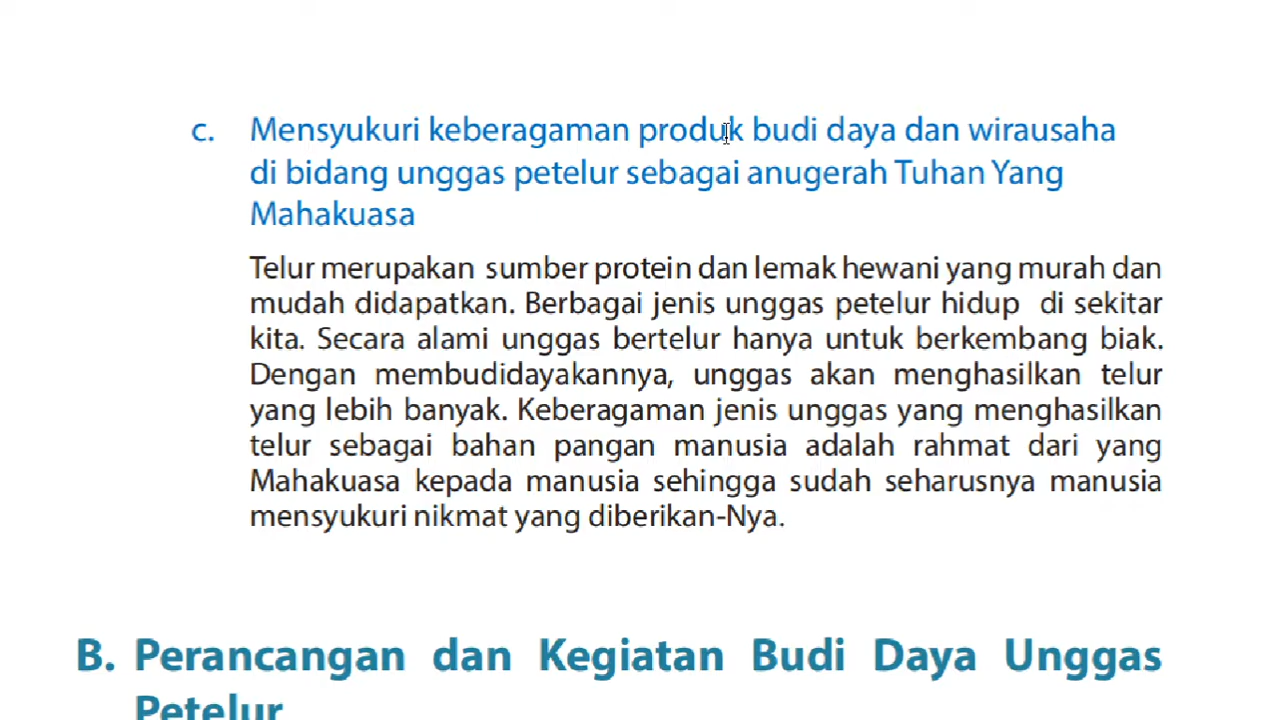 c. Mensyukuri keberagaman produk budi daya dan wirausaha
di bidang unggas petelur sebagai anugerah Tuhan Yang
Mahakuasa
Telur merupakan sumber protein dan lemak hewani yang murah dan
mudah didapatkan. Berbagai jenis unggas petelur hidup di sekitar
kita. Secara alami unggas bertelur hanya untuk berkembang biak.
Dengan membudidayakannya, unggas akan menghasilkan telur
yang lebih banyak. Keberagaman jenis unggas yang menghasilkan
telur sebagai bahan pangan manusia adalah rahmat dari yang
Mahakuasa kepada manusia sehingga sudah seharusnya manusia
mensyukuri nikmat yang diberikan-Nya.
B. Perancangan dan Kegiatan Budi Daya Unggas
Petelur